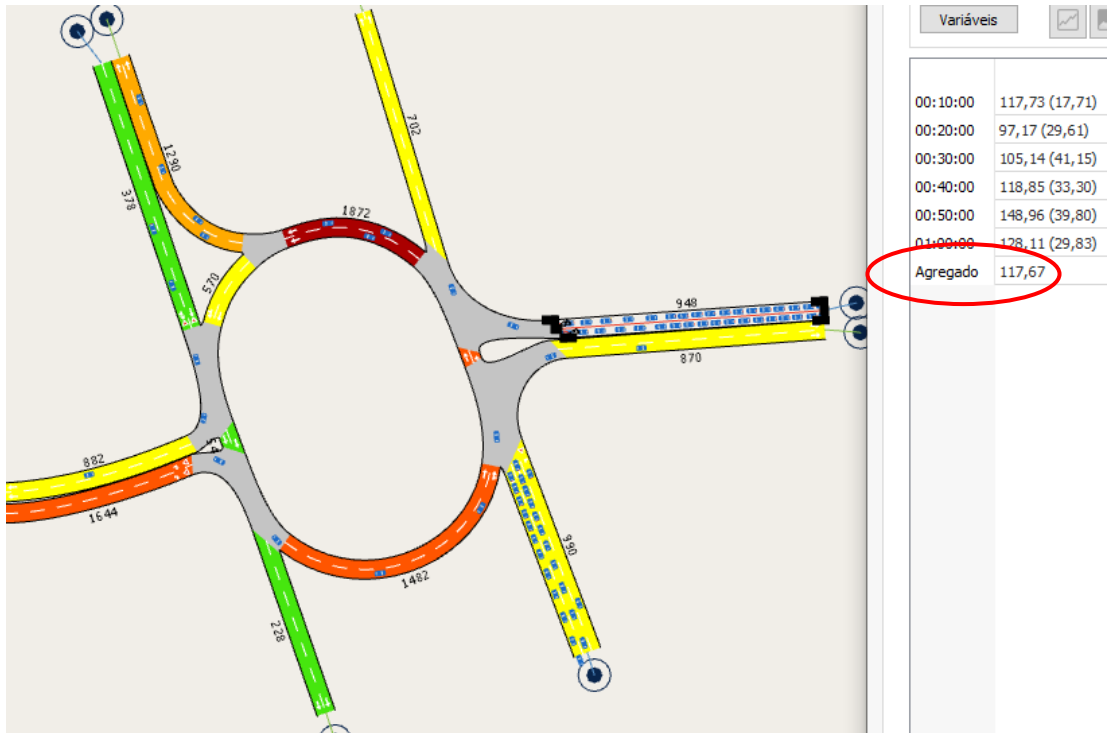 Variáveis
00:10:00 117,73 (17,71)
00:20:00 97,17 (29,61)
00:30:00 105,14 (41,15)
00:40:00 118,85 (33,30)
00:50:00 148,96 (39,80)
01:00:00 128,11 (29,83)
Agregado 117,67
702
1290
378
1872
570
948
870
882
1644
990
1482
228